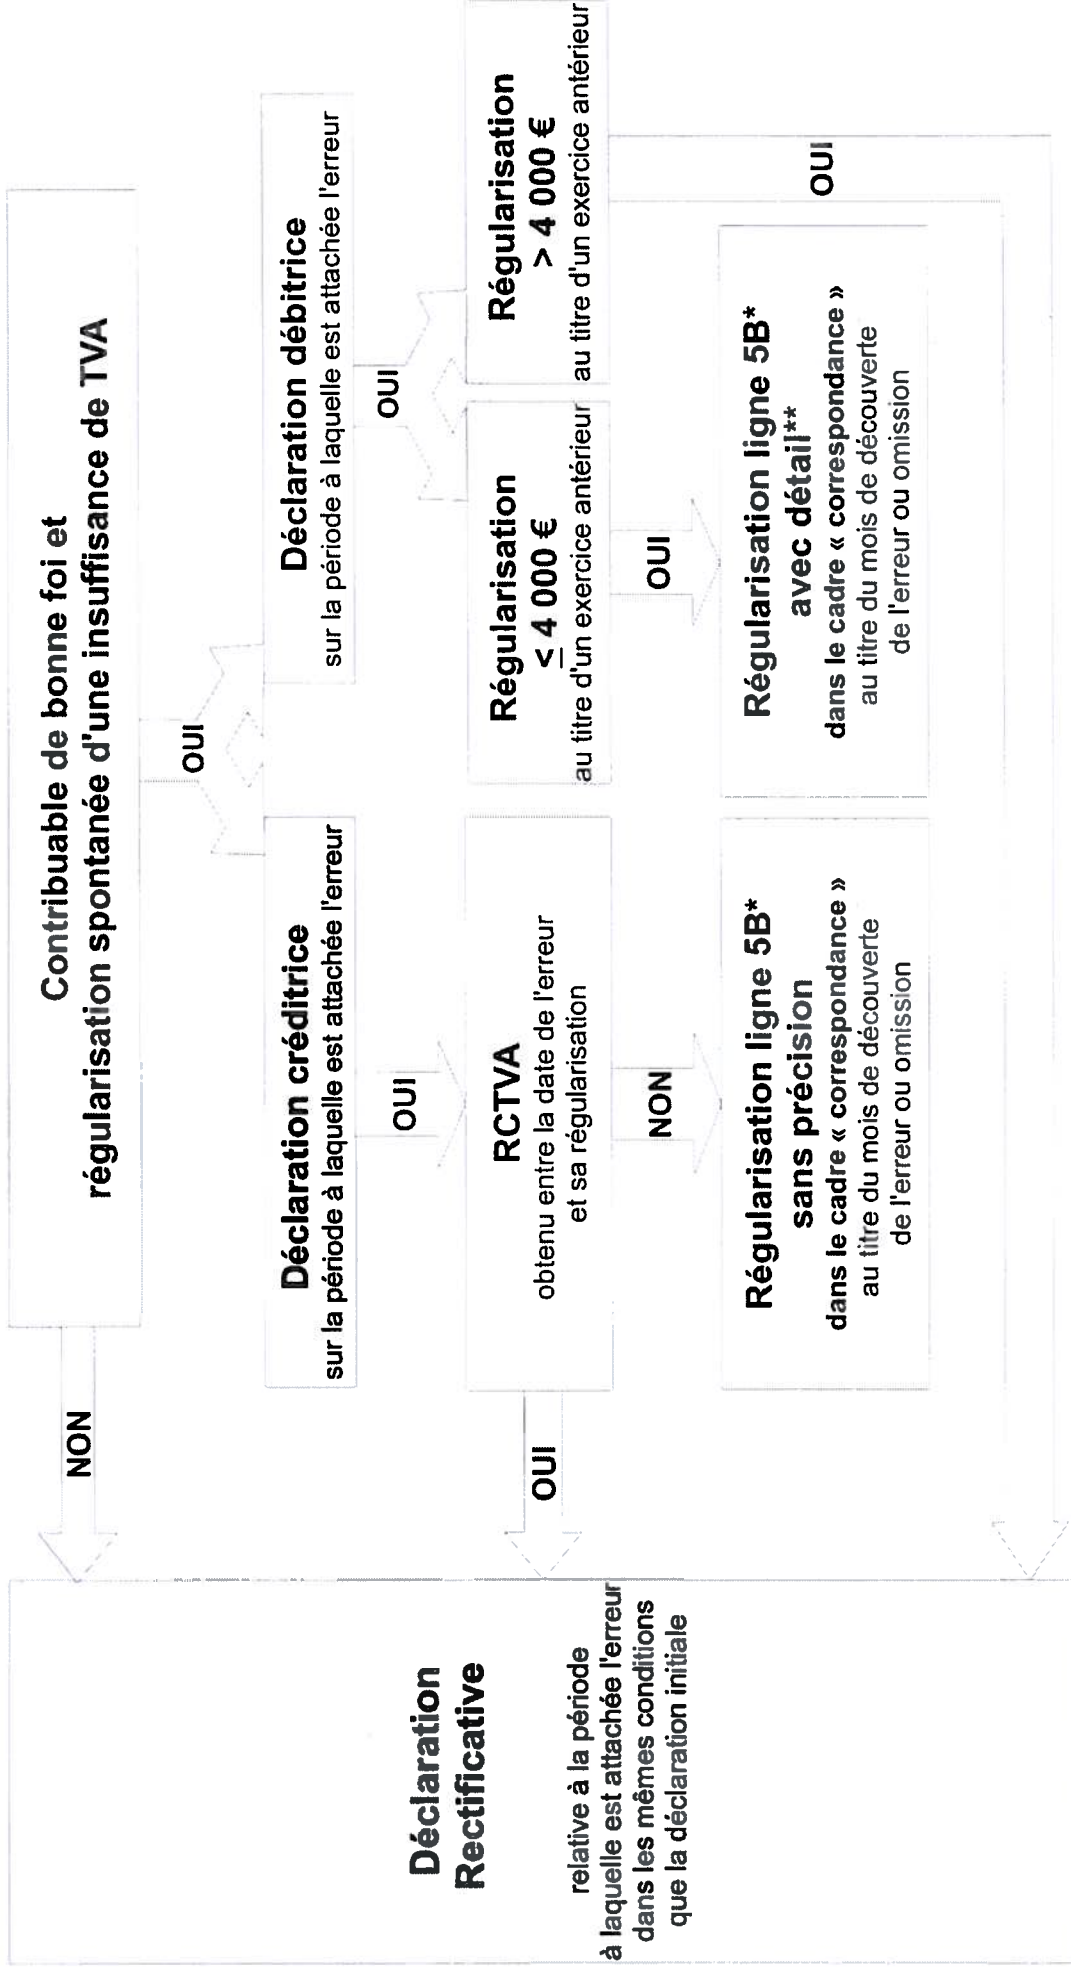 Contribuable de bonne foi et
régularisation spontanée d'une insuffisance de TVA
NON
OUI
Déclaration créditrice
sur la période à laquelle est attachée l'erreur
Déclaration débitrice
sur la période à laquelle est attachée l'erreur
OUI
OUI
RCTVA
obtenu entre la date de l'erreur
et sa régularisation
Régularisation
≤ 4 000 €
au titre d'un exercice antérieur
Régularisation
> 4 000 €
au titre d'un exercice antérieur
OUI
NON
OUI
OUI
Régularisation ligne 5B*
sans précision
dans le cadre « correspondance »
au titre du mois de découverte
de l'erreur ou omission
Régularisation ligne 5B*
avec détail**
dans le cadre « correspondance »
au titre du mois de découverte
de l'erreur ou omission
Déclaration
Rectificative
relative à la période
à laquelle est attachée l'erreur
dans les mêmes conditions
que la déclaration initiale